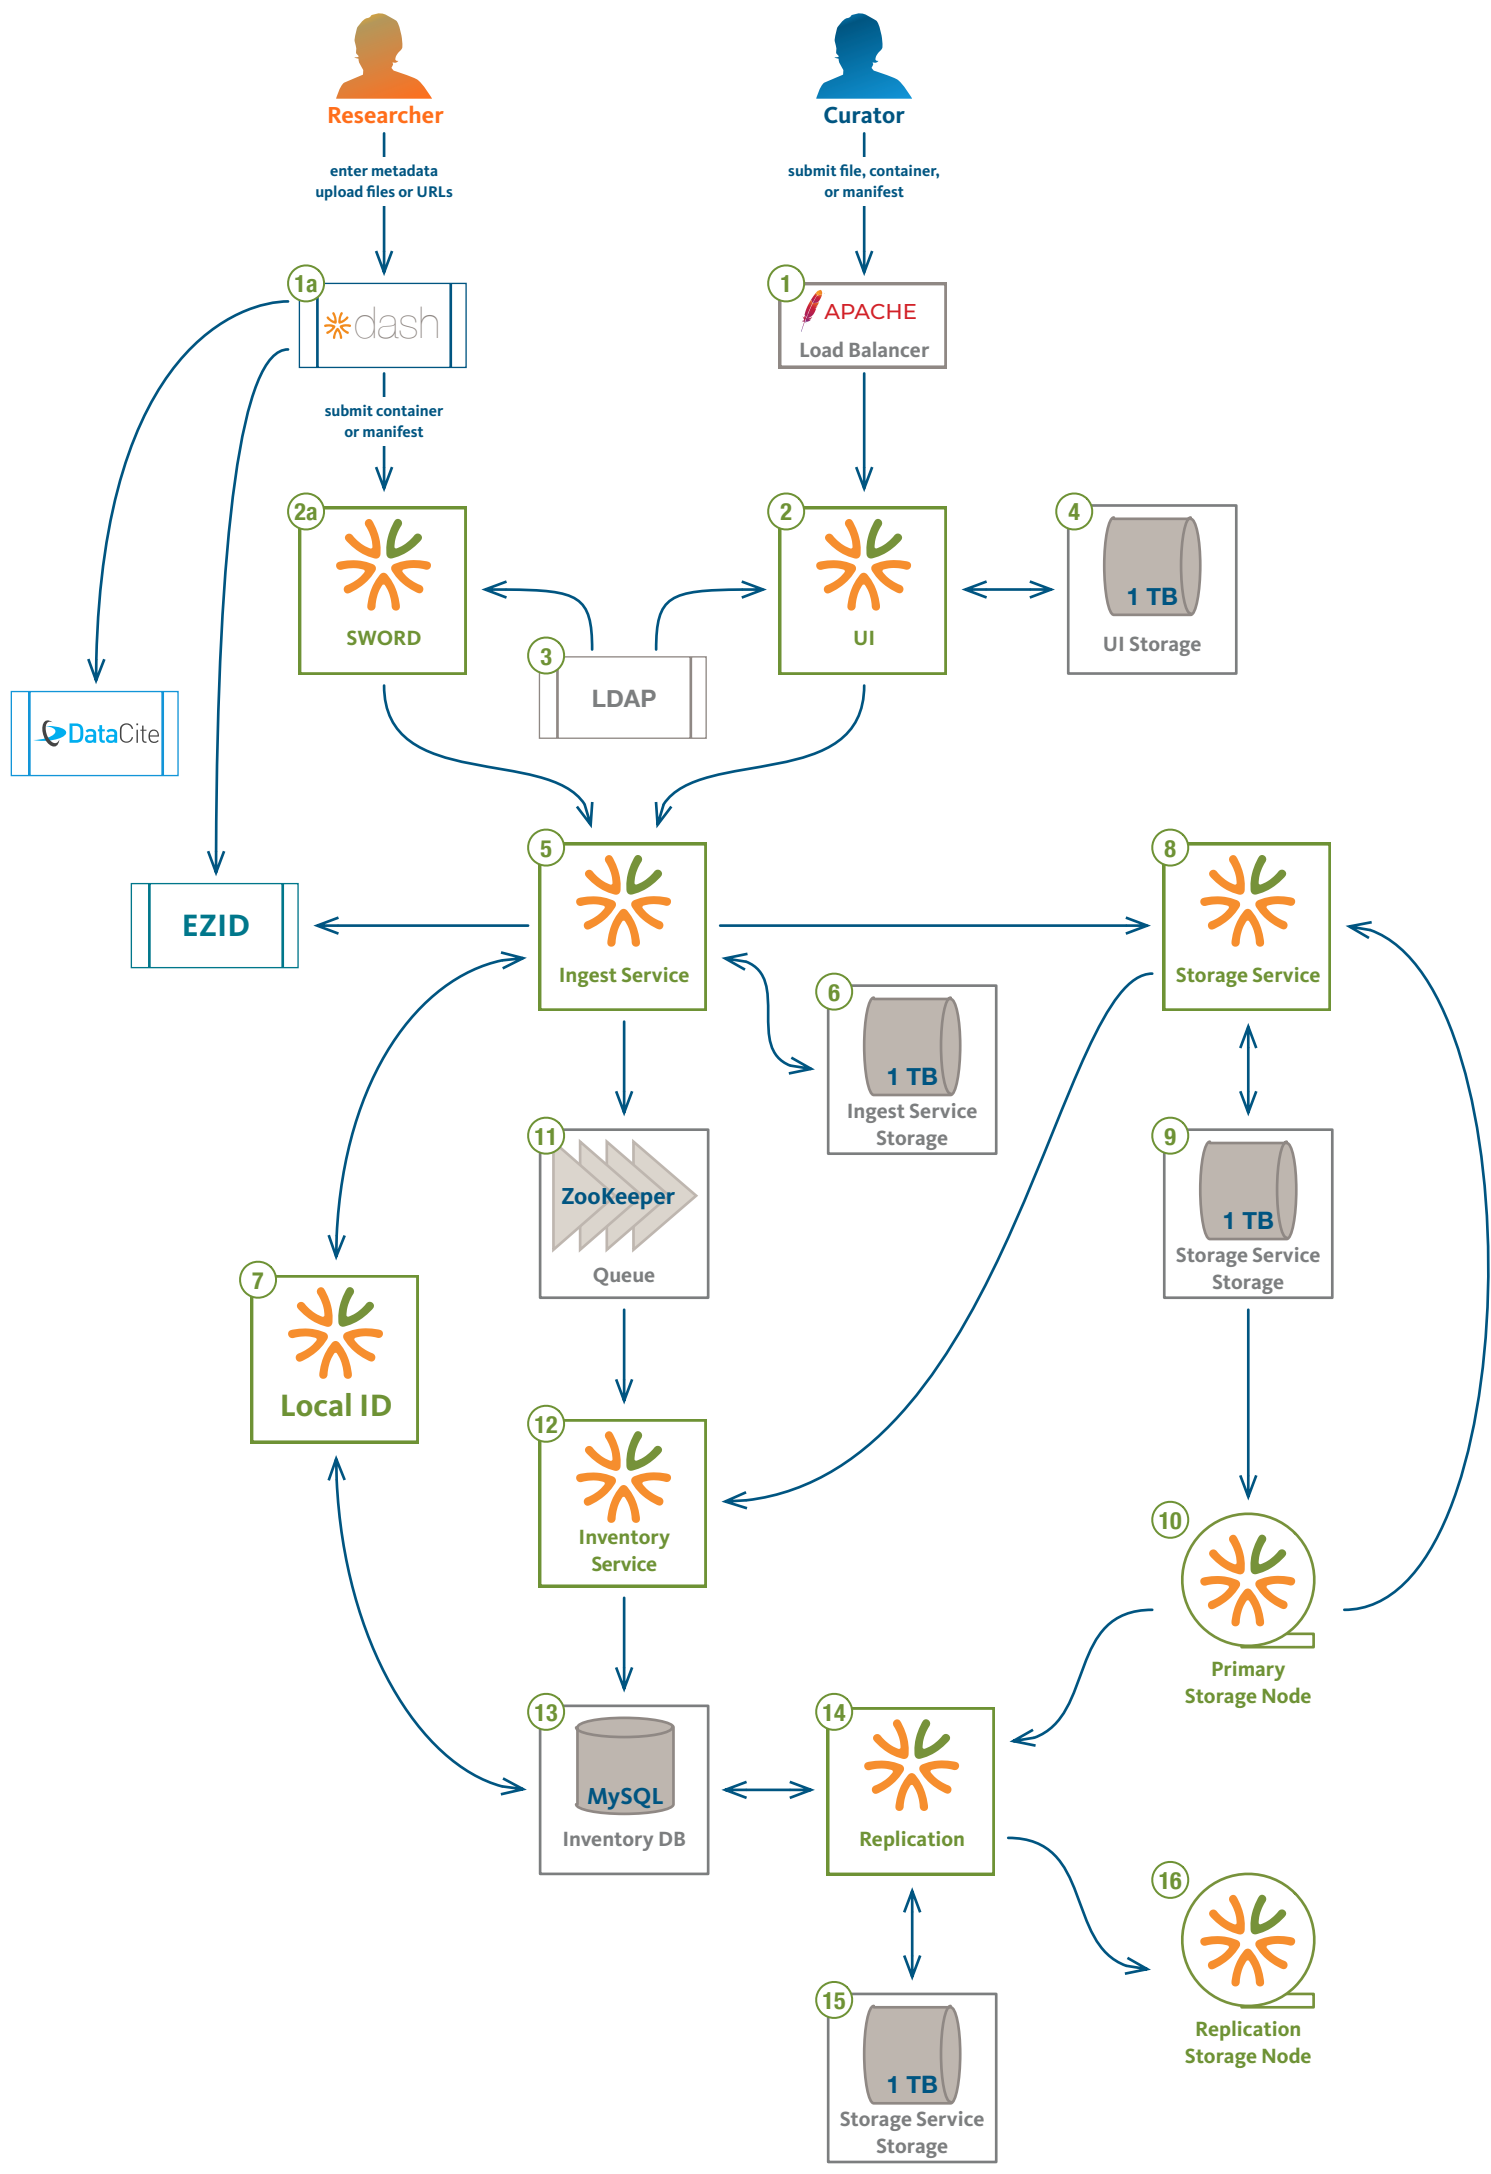 Researcher
Curator
enter metadata
upload files or URLs
submit file, container,
or manifest
1a
dash
1
APACHE
Load Balancer
submit container
or manifest
2a
SWORD
2
UI
4
1 TB
UI Storage
3
LDAP
DataCite
EZID
5
Ingest Service
8
Storage Service
6
1 TB
Ingest Service
Storage
11
ZooKeeper
Queue
9
1 TB
Storage Service
Storage
7
Local ID
12
Inventory
Service
10
Primary
Storage Node
13
MySQL
Inventory DB
14
Replication
16
Replication
Storage Node
15
1 TB
Storage Service
Storage